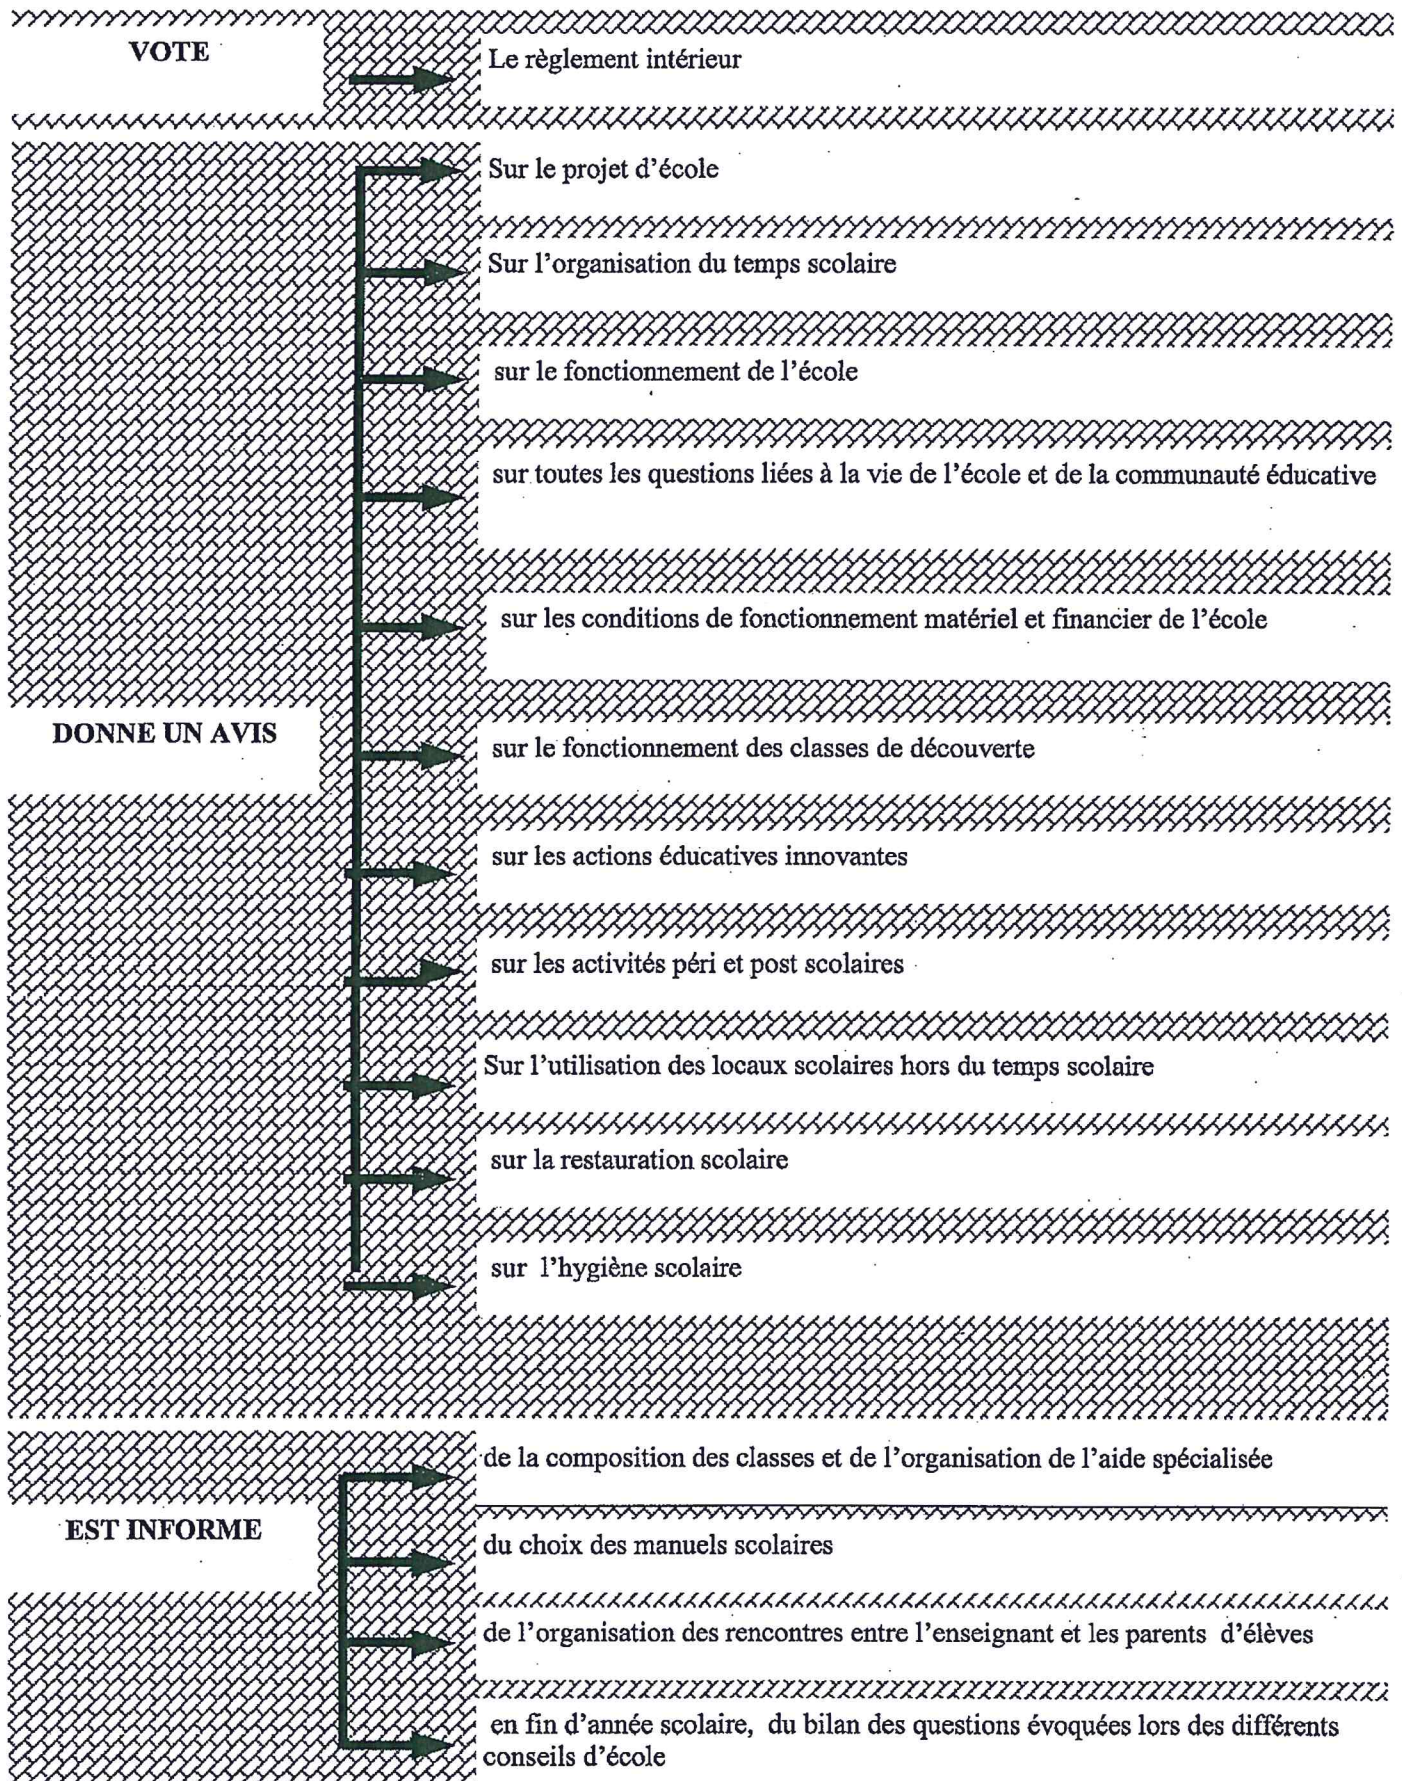 VOTE
Le règlement intérieur
Sur le projet d'école
Sur l'organisation du temps scolaire
sur le fonctionnement de l'école
sur toutes les questions liées à la vie de l'école et de la communauté éducative
sur les conditions de fonctionnement matériel et financier de l'école
DONNE UN AVIS
sur le fonctionnement des classes de découverte
sur les actions éducatives innovantes
sur les activités péri et post scolaires
Sur l'utilisation des locaux scolaires hors du temps scolaire
sur la restauration scolaire
sur l'hygiène scolaire
de la composition des classes et de l'organisation de l'aide spécialisée
EST INFORME
du choix des manuels scolaires
de l'organisation des rencontres entre l'enseignant et les parents d'élèves
en fin d'année scolaire, du bilan des questions évoquées lors des différents
conseils d'école